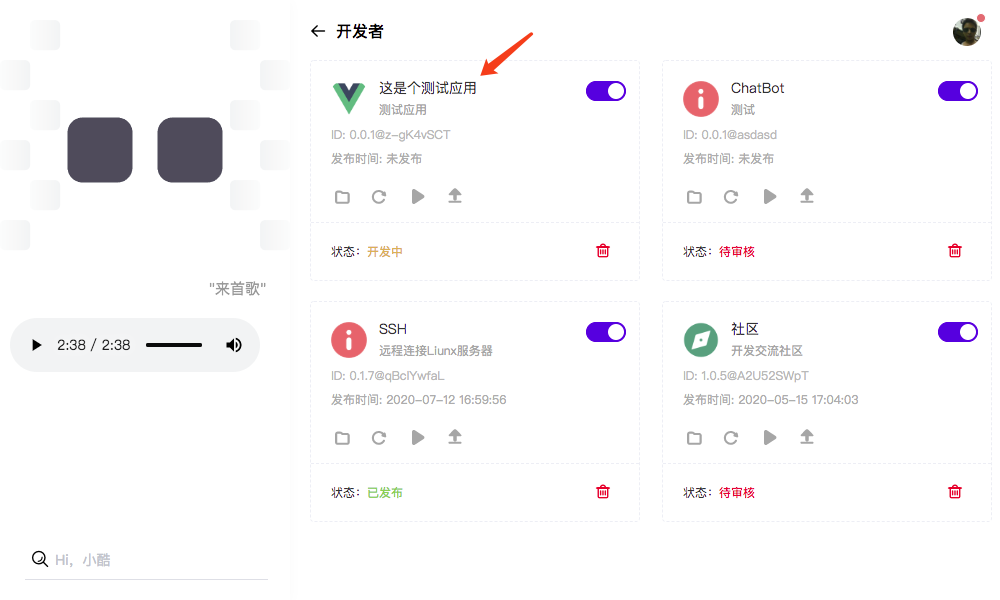 "来首歌"
2:38 / 2:38
Hi，小酷
开发者
这是个测试应用
测试应用
ID: 0.0.1@z-gK4vSCT
发布时间: 未发布
状态：开发中
ChatBot
测试
ID: 0.0.1@asdasd
发布时间: 未发布
状态：待审核
SSH
远程连接Liunx服务器
ID: 0.1.7@qBclYwfaL
发布时间: 2020-07-12 16:59:56
状态：已发布
社区
开发交流社区
ID: 1.0.5@A2U52SWpT
发布时间: 2020-05-15 17:04:03
状态：待审核